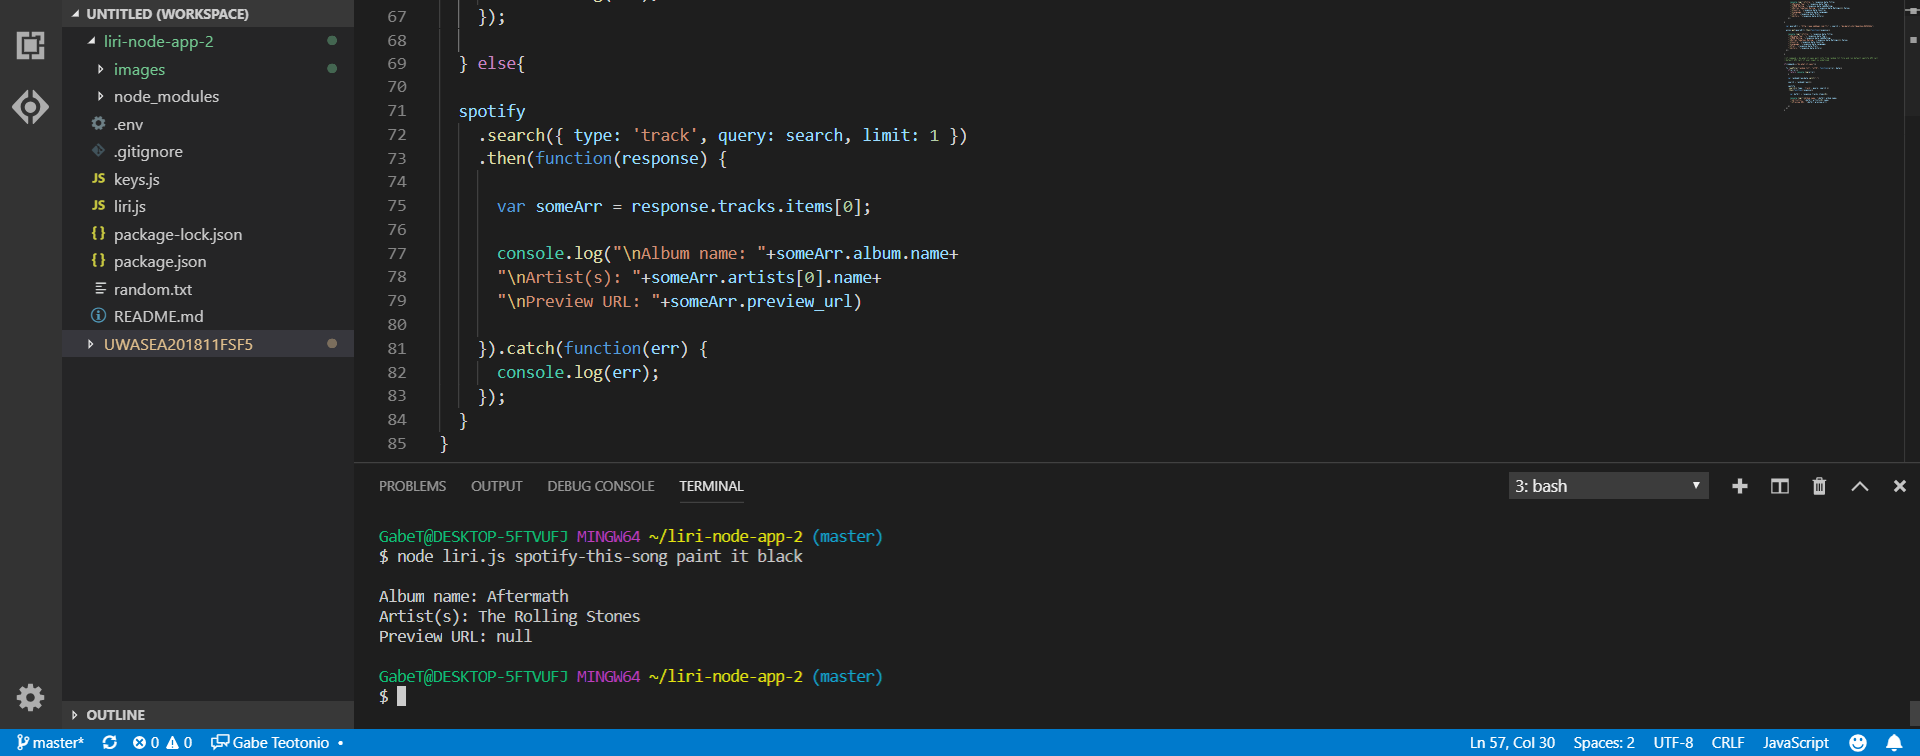 UNTITLED (WORKSPACE)
liri-node-app-2
images
node_modules
.env
.gitignore
JS keys.js
JS liri.js
{} package-lock.json
{} package.json
random.txt
README.md
UWASEA201811FSF5
OUTLINE
67 });
68
69 } else{
70
71 spotify
72 .search({ type: 'track', query: search, limit: 1 })
73 .then(function(response) {
74
75 var someArr = response.tracks.items[0];
76
77 console.log("\nAlbum name: "+someArr.album.name+
78 "\nArtist(s): "+someArr.artists[0].name+
79 "\nPreview URL: "+someArr.preview_url)
80
81 }).catch(function(err) {
82 console.log(err);
83 });
84 }
85 }
PROBLEMS OUTPUT DEBUG CONSOLE TERMINAL 3: bash
GabeT@DESKTOP-5FTVUFJ MINGW64 ~/liri-node-app-2 (master)
$ node liri.js spotify-this-song paint it black
Album name: Aftermath
Artist(s): The Rolling Stones
Preview URL: null
GabeT@DESKTOP-5FTVUFJ MINGW64 ~/liri-node-app-2 (master)
$
master* 0 0 Gabe Teotonio • Ln 57, Col 30 Spaces: 2 UTF-8 CRLF JavaScript